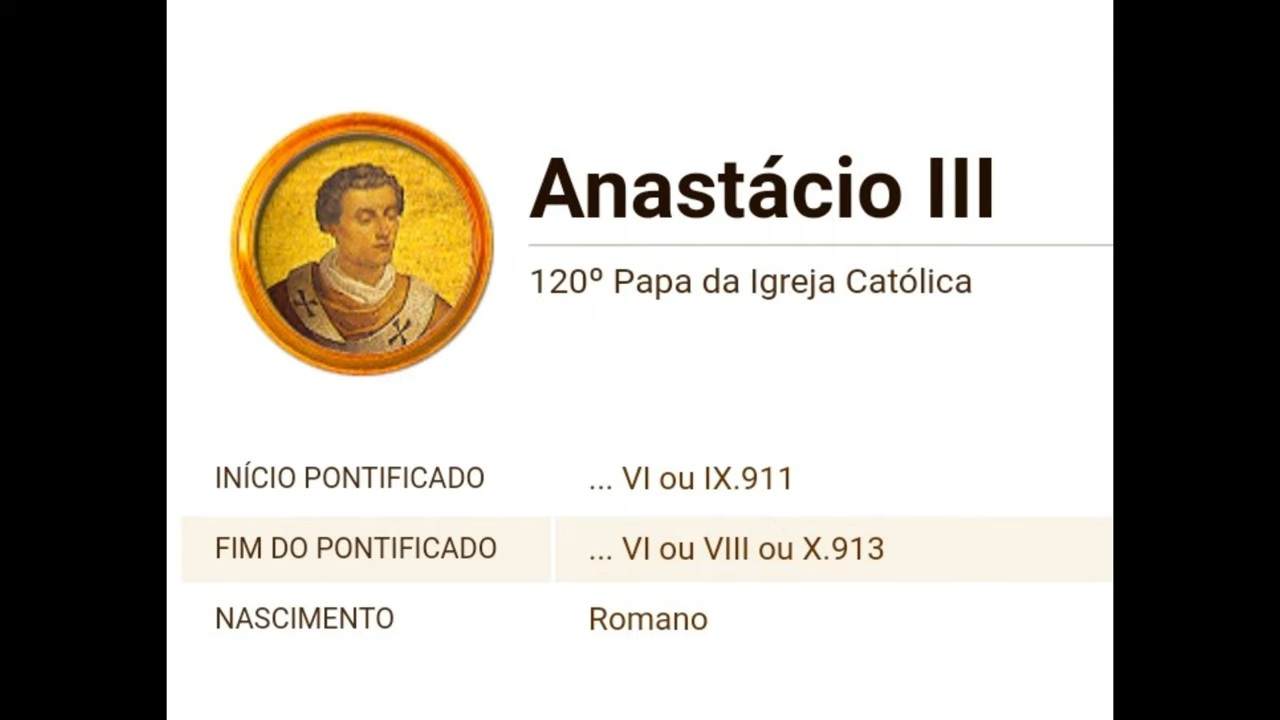 Anastácio III
120º Papa da Igreja Católica
INÍCIO PONTIFICADO ... VI ou IX.911
FIM DO PONTIFICADO ... VI ou VIII ou X.913
NASCIMENTO Romano